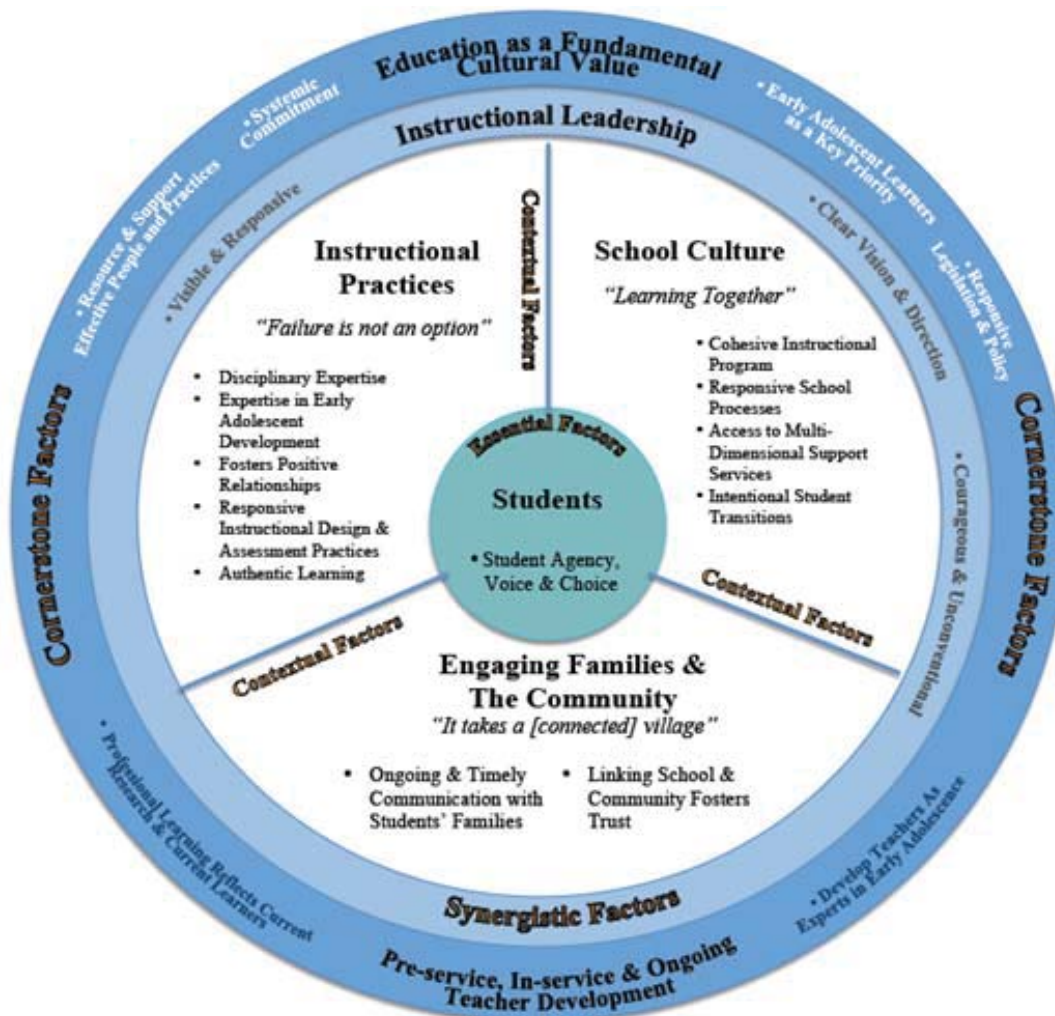 Education as a Fundamental
Cultural Value
• Systemic
Commitment
• Resource & Support
Effective People and Practices
• Early Adolescent Learners
as a Key Priority
• Responsive
Legislation & Policy
Cornerstone Factors
Cornerstone Factors
Instructional Leadership
• Visible & Responsive
• Clear Vision & Direction
• Courageous & Unconventional
Contextual Factors
Instructional
Practices
"Failure is not an option"
• Disciplinary Expertise
• Expertise in Early
Adolescent
Development
• Fosters Positive
Relationships
• Responsive
Instructional Design &
Assessment Practices
• Authentic Learning
School Culture
"Learning Together"
• Cohesive Instructional
Program
• Responsive School
Processes
• Access to Multi-
Dimensional Support
Services
• Intentional Student
Transitions
Essential Factors
Students
• Student Agency,
Voice & Choice
Contextual Factors
Contextual Factors
Engaging Families &
The Community
"It takes a [connected] village"
• Ongoing & Timely
Communication with
Students' Families
• Linking School &
Community Fosters
Trust
Synergistic Factors
• Professional Learning Reflects Current
Research & Current Learners
• Develop Teachers As
Experts in Early Adolescence
Pre-service, In-service & Ongoing
Teacher Development